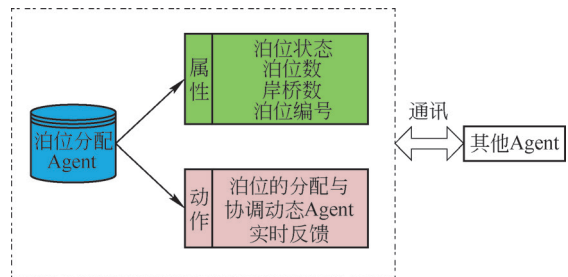 泊位分配
Agent
属性
泊位状态
泊位数
岸桥数
泊位编号
动作
泊位的分配与
协调动态Agent
实时反馈
通讯
其他Agent